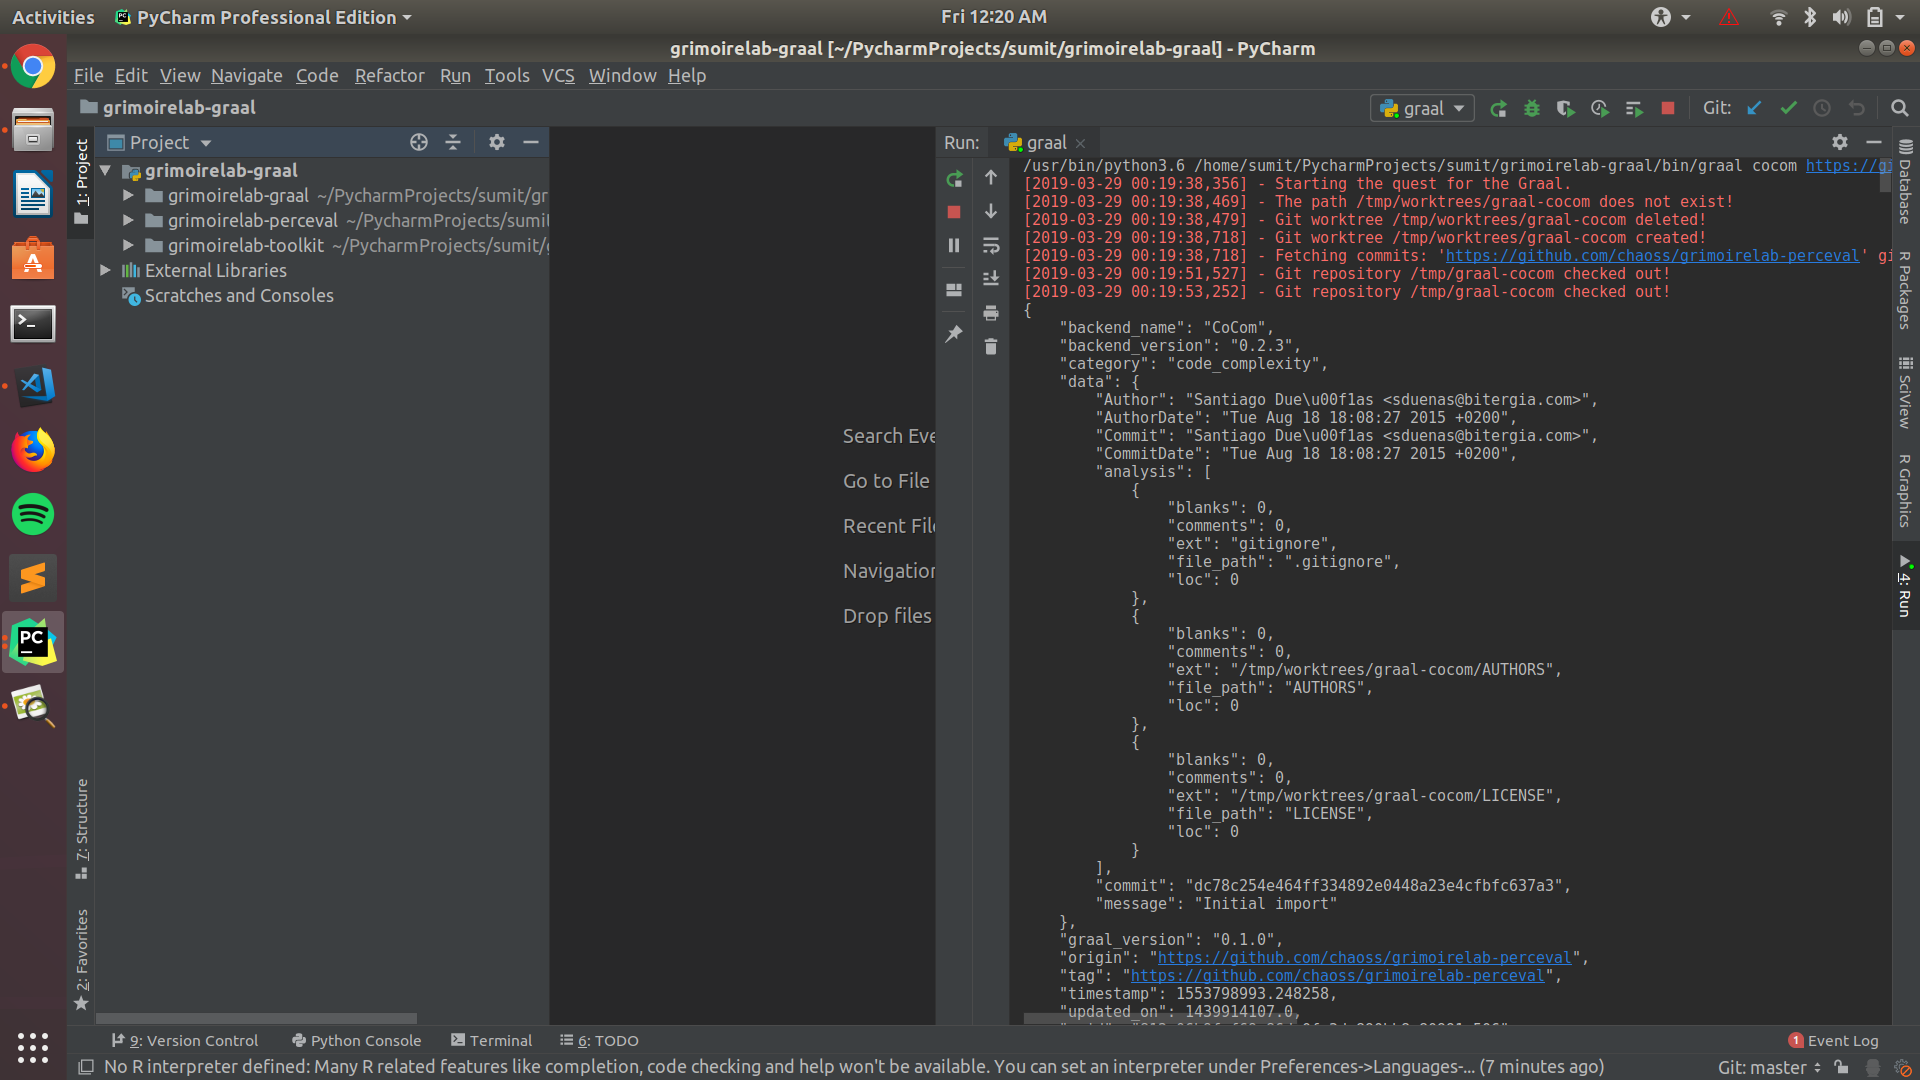 Activities
PyCharm Professional Edition
Fri 12:20 AM
grimoirelab-graal [~/PycharmProjects/sumit/grimoirelab-graal] - PyCharm
File Edit View Navigate Code Refactor Run Tools VCS Window Help
grimoirelab-graal
graal
Git:
1: Project
7: Structure
2: Favorites
Project
grimoirelab-graal
grimoirelab-graal ~/PycharmProjects/sumit/gr
grimoirelab-perceval ~/PycharmProjects/sumit
grimoirelab-toolkit ~/PycharmProjects/sumit/g
External Libraries
Scratches and Consoles
PC
Search Eve
Go to File
Recent File
Navigation
Drop files
Run: graal
/usr/bin/python3.6 /home/sumit/PycharmProjects/sumit/grimoirelab-graal/bin/graal cocom https://gi
[2019-03-29 00:19:38,356] - Starting the quest for the Graal.
[2019-03-29 00:19:38,469] - The path /tmp/worktrees/graal-cocom does not exist!
[2019-03-29 00:19:38,479] - Git worktree /tmp/worktrees/graal-cocom deleted!
[2019-03-29 00:19:38,718] - Git worktree /tmp/worktrees/graal-cocom created!
[2019-03-29 00:19:38,718] - Fetching commits: 'https://github.com/chaoss/grimoirelab-perceval' gi
[2019-03-29 00:19:51,527] - Git repository /tmp/graal-cocom checked out!
[2019-03-29 00:19:53,252] - Git repository /tmp/graal-cocom checked out!
{
"backend_name": "CoCom",
"backend_version": "0.2.3",
"category": "code_complexity",
"data": {
"Author": "Santiago Due\u00f1as <sduenas@bitergia.com>",
"AuthorDate": "Tue Aug 18 18:08:27 2015 +0200",
"Commit": "Santiago Due\u00f1as <sduenas@bitergia.com>",
"CommitDate": "Tue Aug 18 18:08:27 2015 +0200",
"analysis": [
{
"blanks": 0,
"comments": 0,
"ext": "gitignore",
"file_path": ".gitignore",
"loc": 0
},
{
"blanks": 0,
"comments": 0,
"ext": "/tmp/worktrees/graal-cocom/AUTHORS",
"file_path": "AUTHORS",
"loc": 0
},
{
"blanks": 0,
"comments": 0,
"ext": "/tmp/worktrees/graal-cocom/LICENSE",
"file_path": "LICENSE",
"loc": 0
}
],
"commit": "dc78c254e464ff334892e0448a23e4cfbfc637a3",
"message": "Initial import"
},
"graal_version": "0.1.0",
"origin": "https://github.com/chaoss/grimoirelab-perceval",
"tag": "https://github.com/chaoss/grimoirelab-perceval",
"timestamp": 1553798993.248258,
"updated_on": 1439914107.0,
Database
R Packages
SciView
R Graphics
4: Run
9: Version Control
Python Console
Terminal
6: TODO
1 Event Log
No R interpreter defined: Many R related features like completion, code checking and help won't be available. You can set an interpreter under Preferences->Languages-... (7 minutes ago)
Git: master